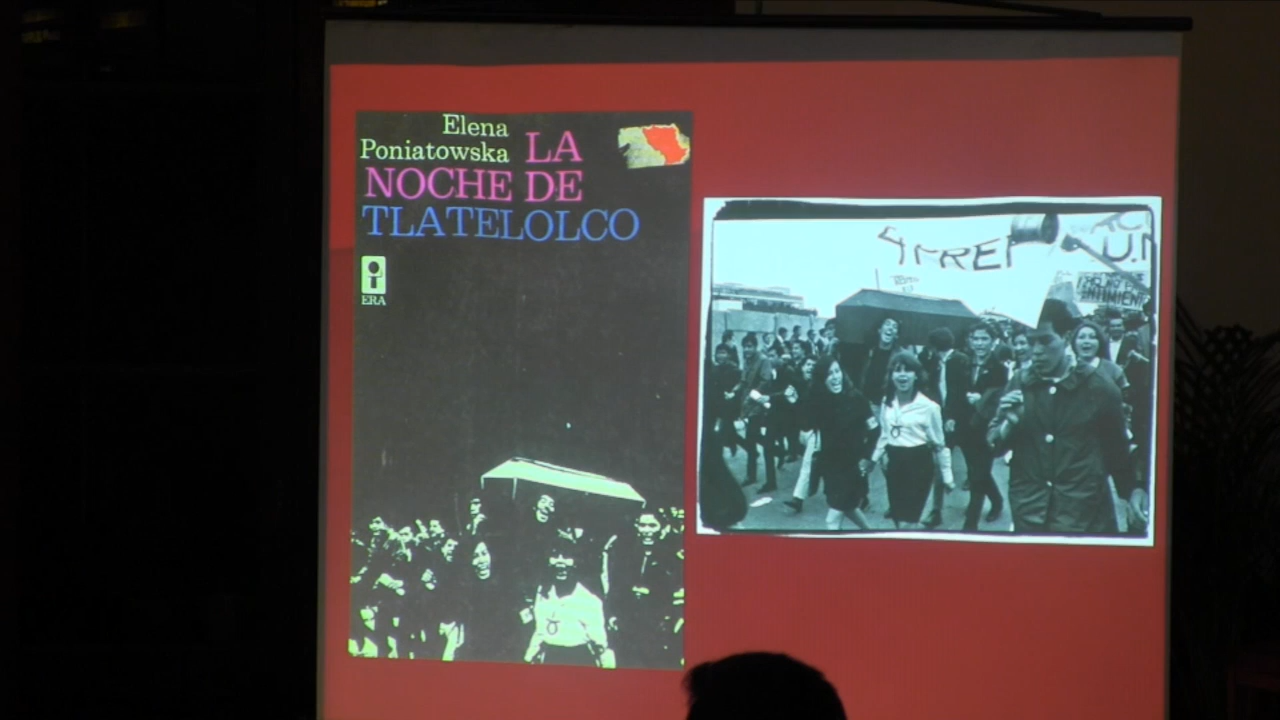 Elena
Poniatowska LA
NOCHE DE
TLATELOLCO
ERA
U.N